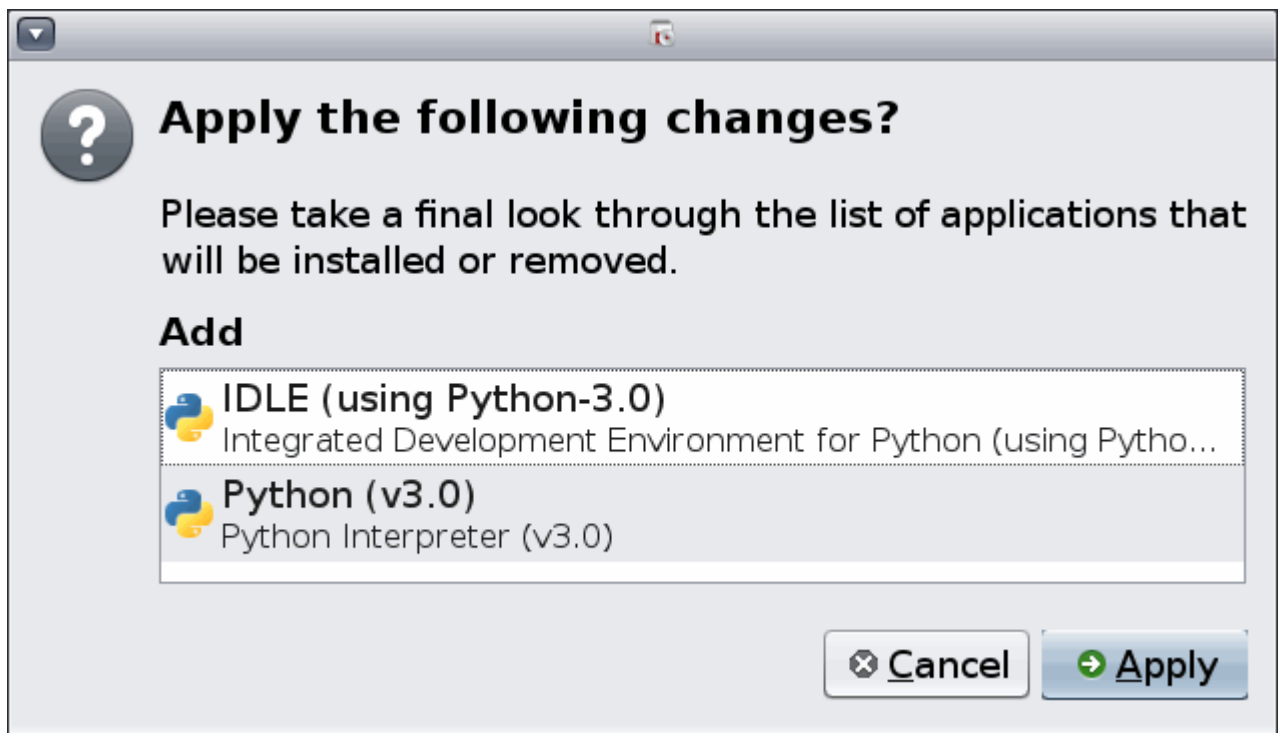 Apply the following changes?
Please take a final look through the list of applications that
will be installed or removed.
Add
IDLE (using Python-3.0)
Integrated Development Environment for Python (using Pytho...
Python (v3.0)
Python Interpreter (v3.0)
Cancel
Apply